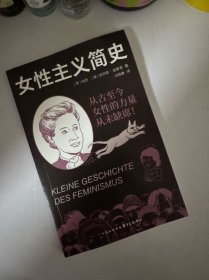 女性主义简史
从古至今
女性的力量
从未缺席！
KLEINE GESCHICHTE
DES FEMINISMUS